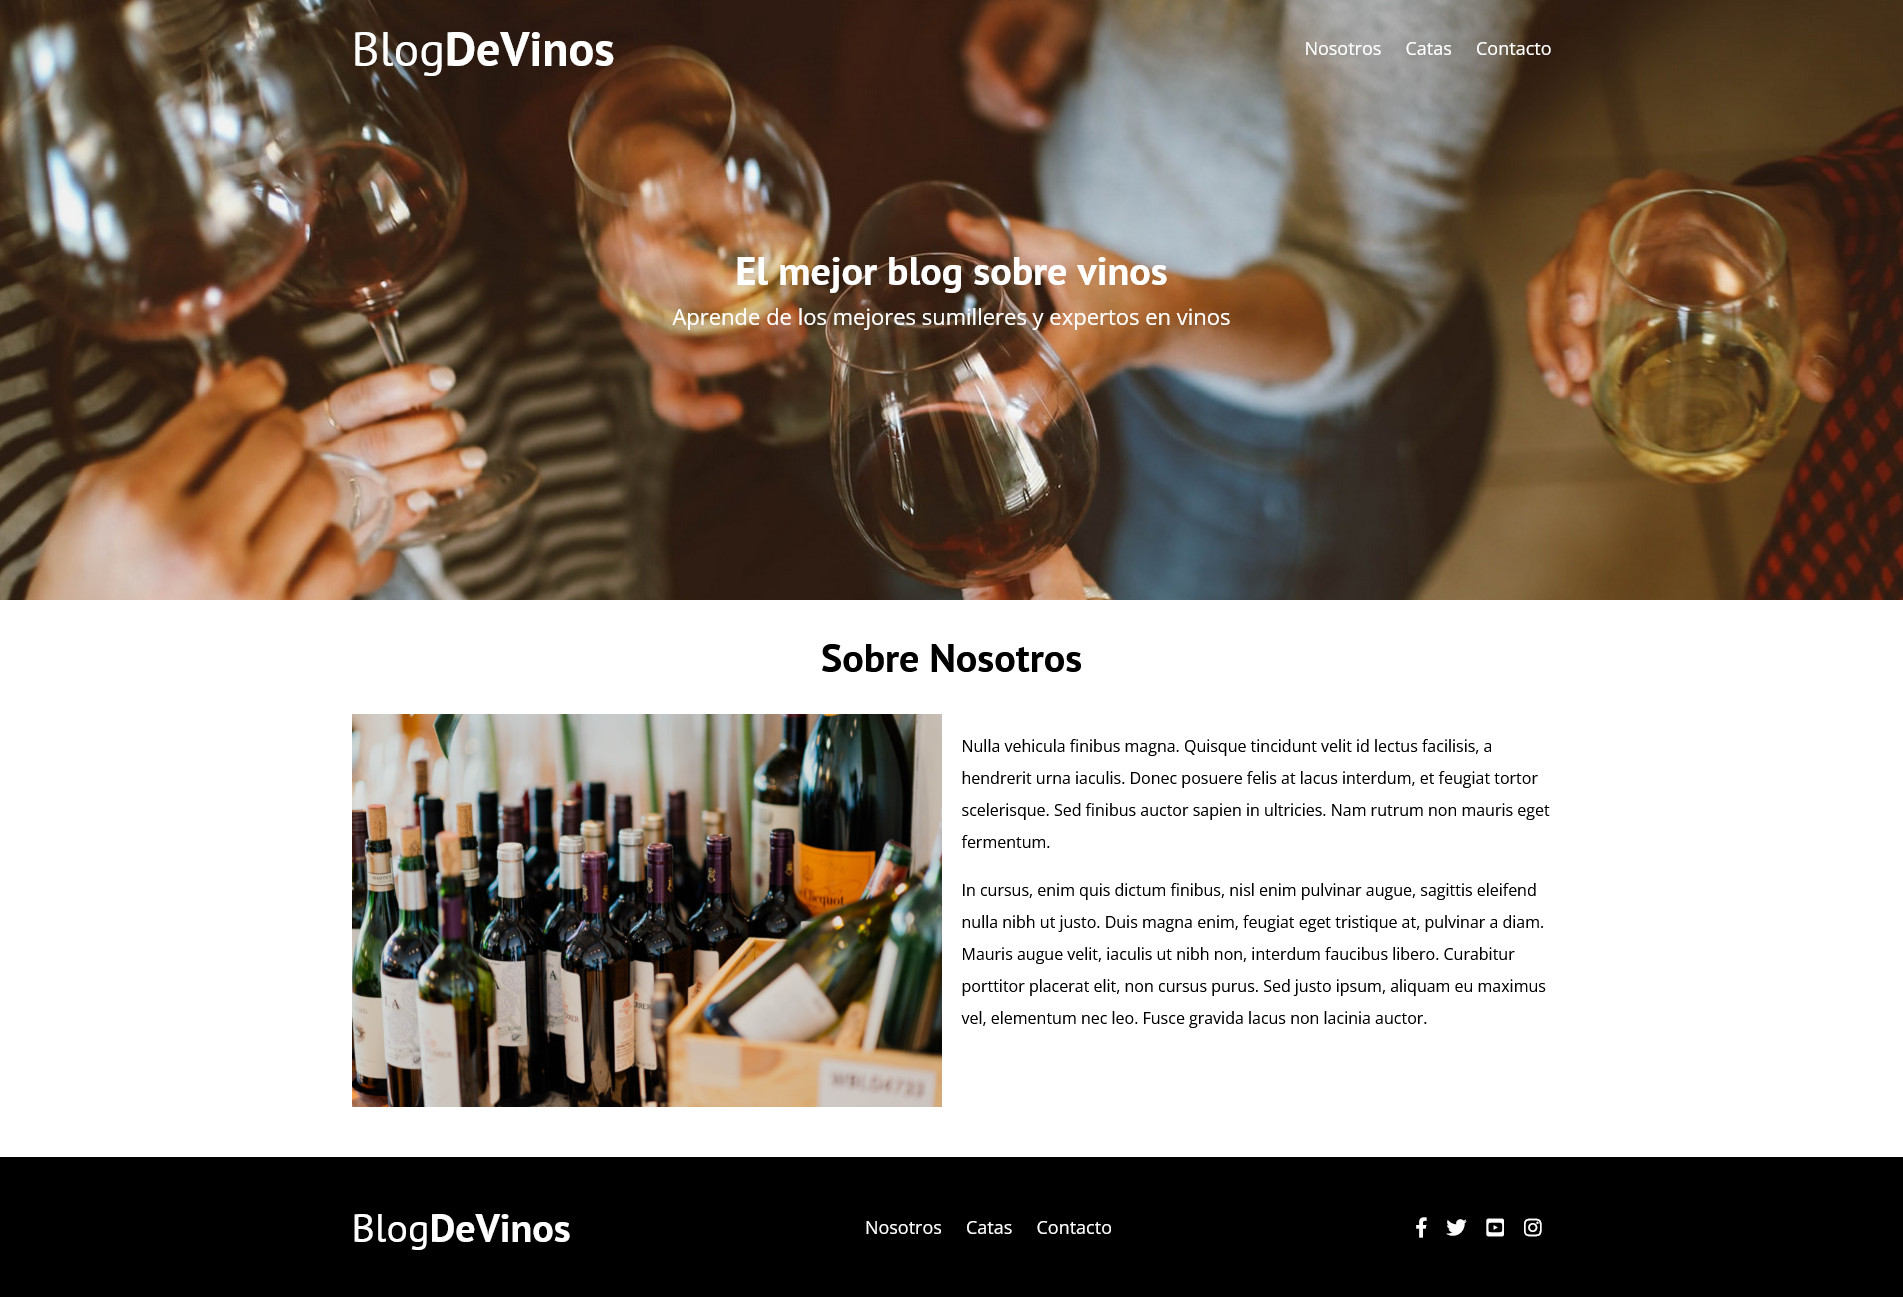 BlogDeVinos
Nosotros Catas Contacto
El mejor blog sobre vinos
Aprende de los mejores sumilleres y expertos en vinos
Sobre Nosotros
Nulla vehicula finibus magna. Quisque tincidunt velit id lectus facilisis, a
hendrerit urna iaculis. Donec posuere felis at lacus interdum, et feugiat tortor
scelerisque. Sed finibus auctor sapien in ultricies. Nam rutrum non mauris eget
fermentum.
In cursus, enim quis dictum finibus, nisl enim pulvinar augue, sagittis eleifend
nulla nibh ut justo. Duis magna enim, feugiat eget tristique at, pulvinar a diam.
Mauris augue velit, iaculis ut nibh non, interdum faucibus libero. Curabitur
porttitor placerat elit, non cursus purus. Sed justo ipsum, aliquam eu maximus
vel, elementum nec leo. Fusce gravida lacus non lacinia auctor.
BlogDeVinos
Nosotros Catas Contacto